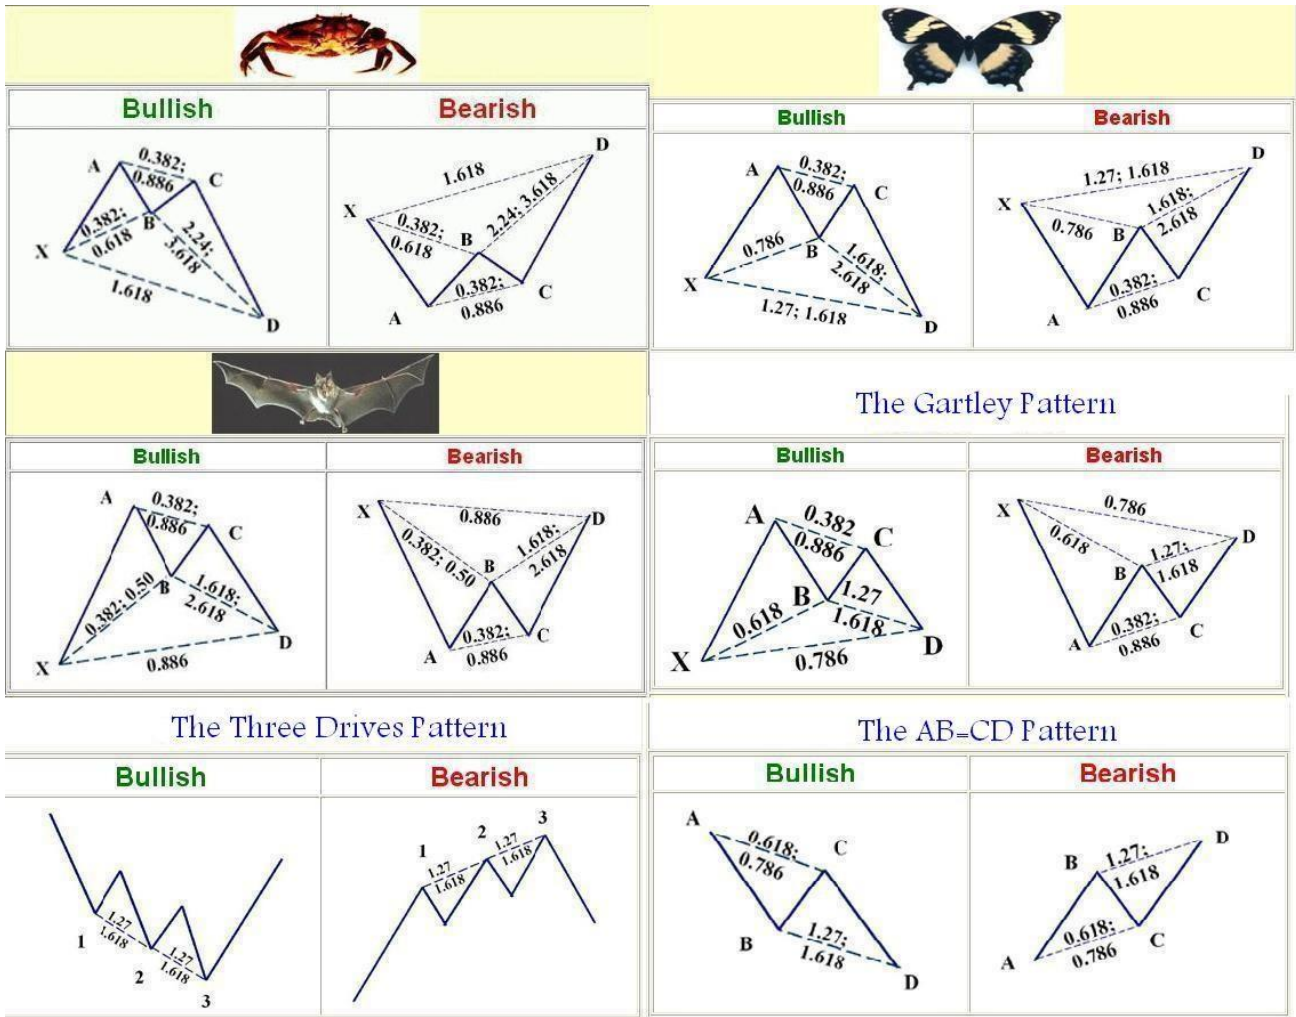 Bullish
Bearish
A
0.382;
0.886
C
0.382;
0.618
B
2.24;
3.618
X
1.618
D
D
1.618
X
0.382;
0.618
B
2.24; 3.618
0.382;
0.886
C
A
Bullish
Bearish
A
0.382;
0.886
C
0.786
B
1.618;
2.618
X
1.27; 1.618
D
D
1.27; 1.618
X
0.786
B
1.618;
2.618
0.382;
0.886
C
A
Bullish
Bearish
A
0.382;
0.886
C
0.382; 0.50
B
1.618;
2.618
X
0.886
D
X
0.886
D
0.382; 0.50
B
1.618;
2.618
A
0.382;
0.886
C
The Gartley Pattern
Bullish
Bearish
A
0.382
0.886
C
0.618
B
1.27
1.618
X
0.786
D
X
0.786
D
0.618
B
1.27;
1.618
A
0.382;
0.886
C
The Three Drives Pattern
Bullish
Bearish
1
1.27
1.618
2
1.27
1.618
3
1
1.27
1.618
2
1.27
1.618
3
The AB=CD Pattern
Bullish
Bearish
A
0.618;
0.786
C
B
1.27;
1.618
D
B
1.27;
1.618
D
A
0.618;
0.786
C